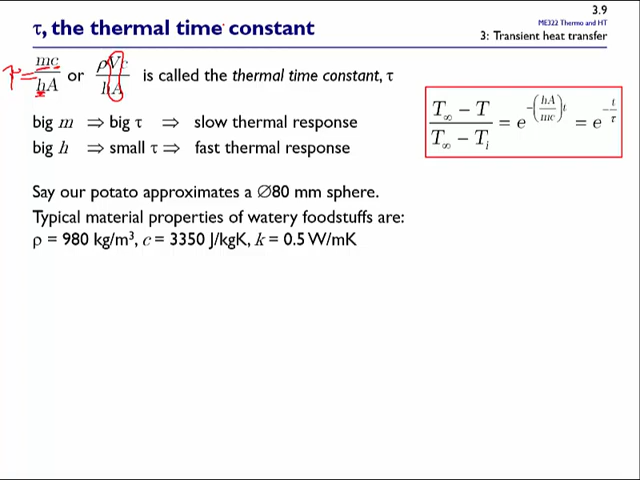 3.9
τ, the thermal time constant
ME322 Thermo and HT
3: Transient heat transfer
τ = mc/hA or ρVc/hA is called the thermal time constant, τ
(T∞ − T)/(T∞ − Ti) = e^−(hA/mc)t = e^−t/τ
big m ⇒ big τ ⇒ slow thermal response
big h ⇒ small τ ⇒ fast thermal response
Say our potato approximates a ∅80 mm sphere.
Typical material properties of watery foodstuffs are:
ρ = 980 kg/m³, c = 3350 J/kgK, k = 0.5 W/mK